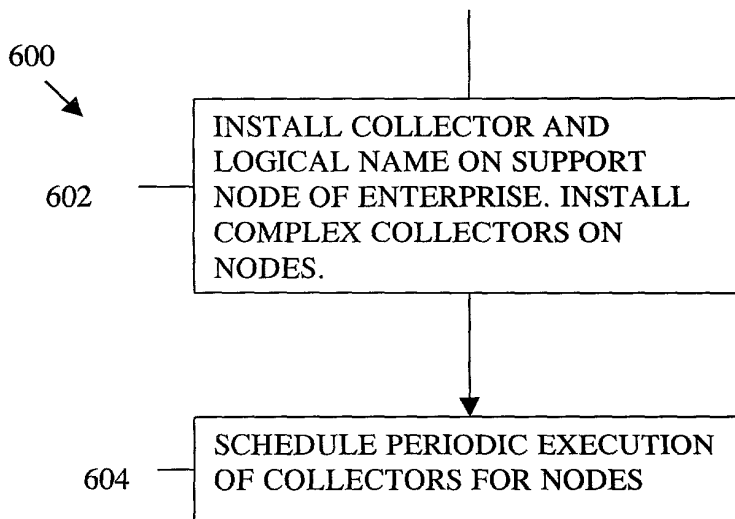 600
INSTALL COLLECTOR AND
LOGICAL NAME ON SUPPORT
NODE OF ENTERPRISE. INSTALL
COMPLEX COLLECTORS ON
NODES.
602
SCHEDULE PERIODIC EXECUTION
OF COLLECTORS FOR NODES
604